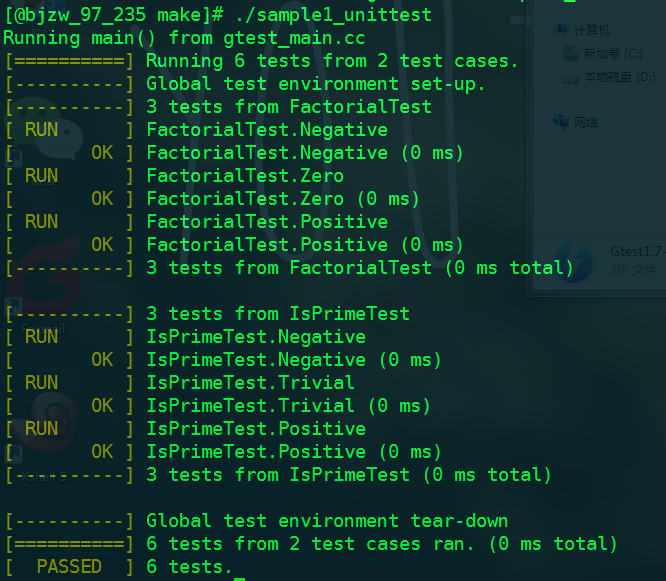 [@bjzw_97_235 make]# ./sample1_unittest
Running main() from gtest_main.cc
[==========] Running 6 tests from 2 test cases.
[----------] Global test environment set-up.
[----------] 3 tests from FactorialTest
[ RUN      ] FactorialTest.Negative
[       OK ] FactorialTest.Negative (0 ms)
[ RUN      ] FactorialTest.Zero
[       OK ] FactorialTest.Zero (0 ms)
[ RUN      ] FactorialTest.Positive
[       OK ] FactorialTest.Positive (0 ms)
[----------] 3 tests from FactorialTest (0 ms total)
[----------] 3 tests from IsPrimeTest
[ RUN      ] IsPrimeTest.Negative
[       OK ] IsPrimeTest.Negative (0 ms)
[ RUN      ] IsPrimeTest.Trivial
[       OK ] IsPrimeTest.Trivial (0 ms)
[ RUN      ] IsPrimeTest.Positive
[       OK ] IsPrimeTest.Positive (0 ms)
[----------] 3 tests from IsPrimeTest (0 ms total)
[----------] Global test environment tear-down
[==========] 6 tests from 2 test cases ran. (0 ms total)
[  PASSED  ] 6 tests.
计算机
新加卷 (C:)
本地磁盘 (D:)
网络
Gtest1.7-
ZIP 文件